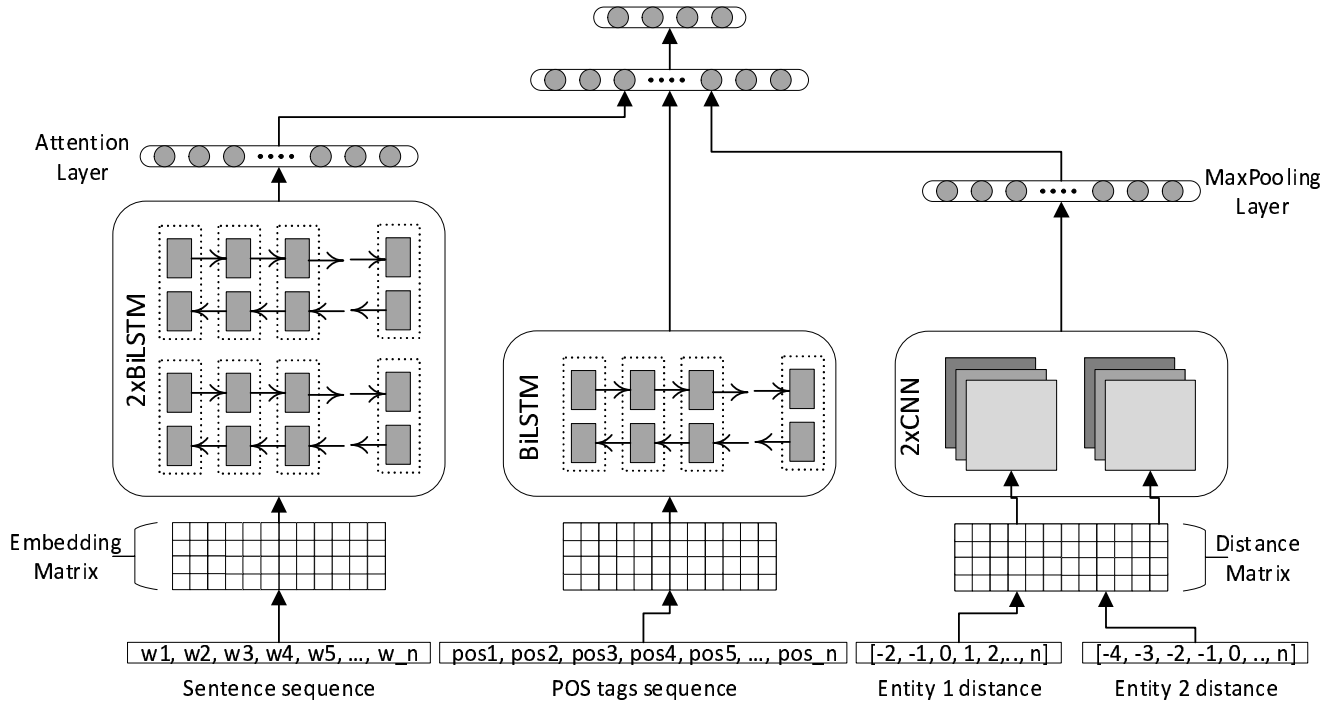 Attention
Layer
MaxPooling
Layer
2xBiLSTM
BiLSTM
2xCNN
Embedding
Matrix
Distance
Matrix
w1, w2, w3, w4, w5, ..., w_n
pos1, pos2, pos3, pos4, pos5, ..., pos_n
[-2, -1, 0, 1, 2,.., n]
[-4, -3, -2, -1, 0, .., n]
Sentence sequence
POS tags sequence
Entity 1 distance
Entity 2 distance